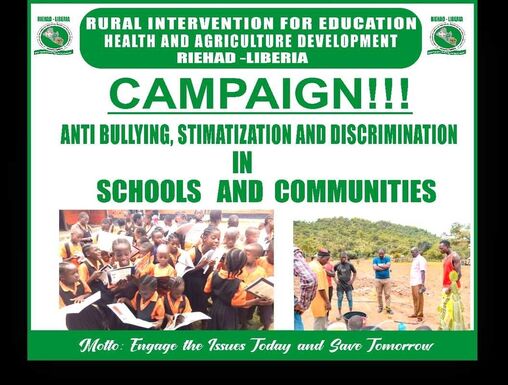 RIEHAD - LIBERIA
RURAL INTERVENTION FOR EDUCATION
HEALTH AND AGRICULTURE DEVELOPMENT
RIEHAD -LIBERIA
RIEHAD - LIBERIA
CAMPAIGN!!!
ANTI BULLYING, STIMATIZATION AND DISCRIMINATION
IN
SCHOOLS AND COMMUNITIES
Motto: Engage the Issues Today and Save Tomorrow